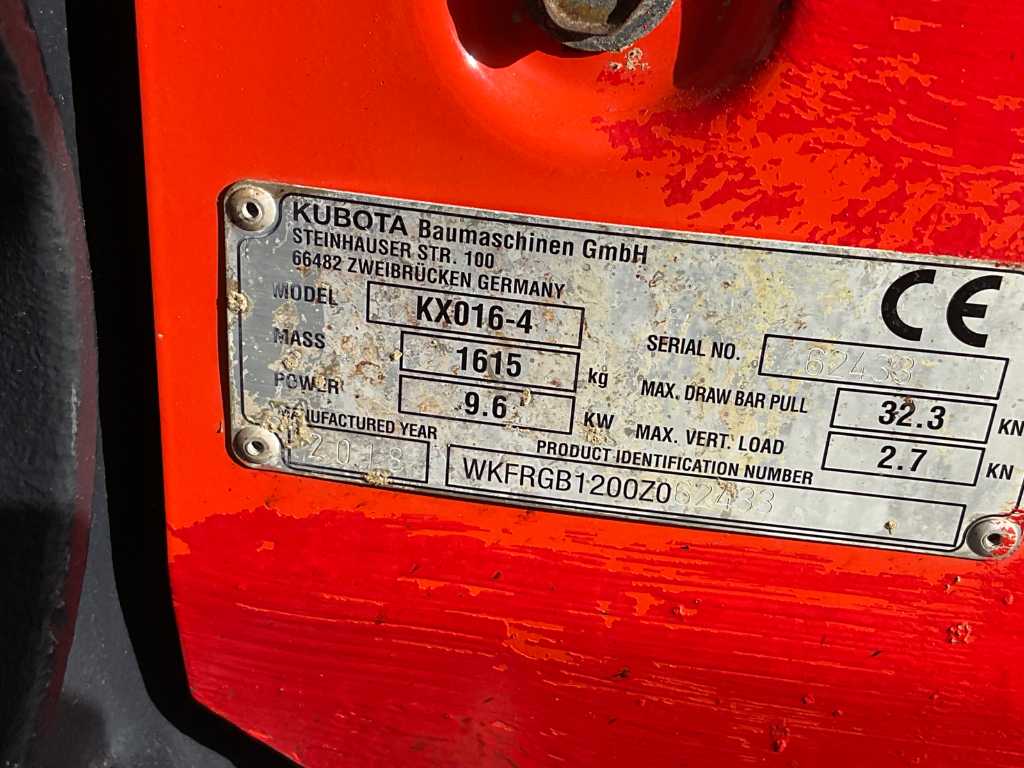 KUBOTA Baumaschinen GmbH
STEINHAUSER STR. 100
66482 ZWEIBRÜCKEN GERMANY
CE
MODEL KX016-4
SERIAL NO. 62433
MASS 1615 kg
MAX. DRAW BAR PULL 32.3 KN
POWER 9.6 KW
MAX. VERT. LOAD 2.7 KN
MANUFACTURED YEAR 2018
PRODUCT IDENTIFICATION NUMBER
WKFRGB1200Z062433